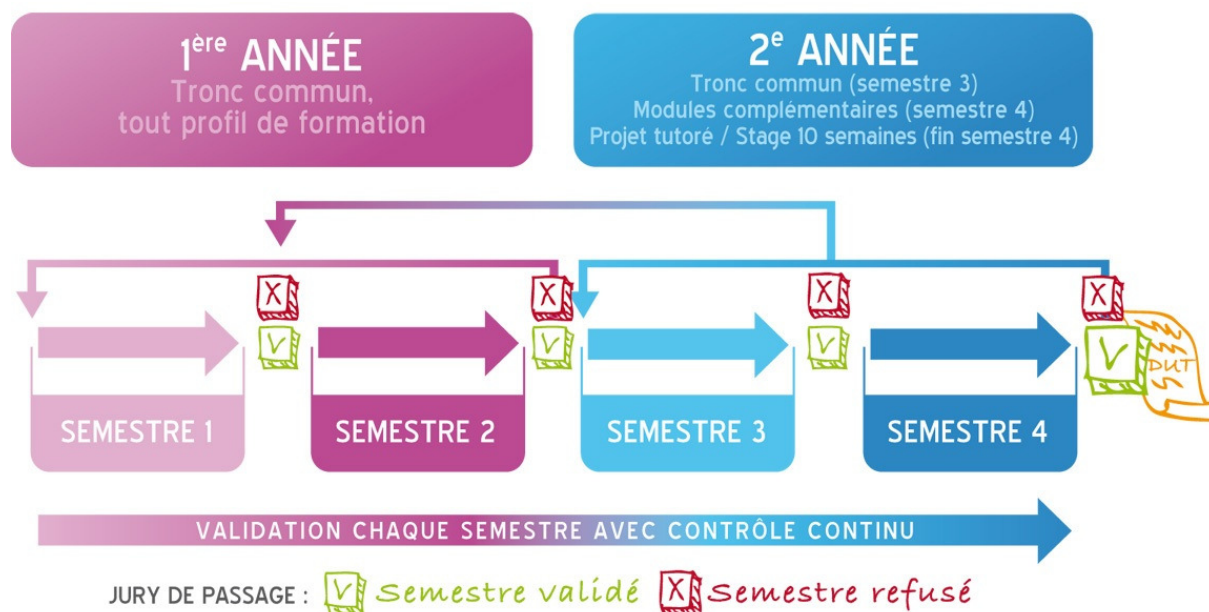 1ère ANNÉE
Tronc commun,
tout profil de formation
2e ANNÉE
Tronc commun (semestre 3)
Modules complémentaires (semestre 4)
Projet tutoré / Stage 10 semaines (fin semestre 4)
X
X
X
X
V
V
V
V
DUT
SEMESTRE 1
SEMESTRE 2
SEMESTRE 3
SEMESTRE 4
VALIDATION CHAQUE SEMESTRE AVEC CONTRÔLE CONTINU
JURY DE PASSAGE : V Semestre validé X Semestre refusé